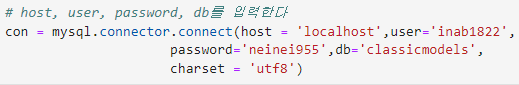 # host, user, password, db를 입력한다
con = mysql.connector.connect(host = 'localhost',user='inab1822',
password='neinei955',db='classicmodels',
charset = 'utf8')